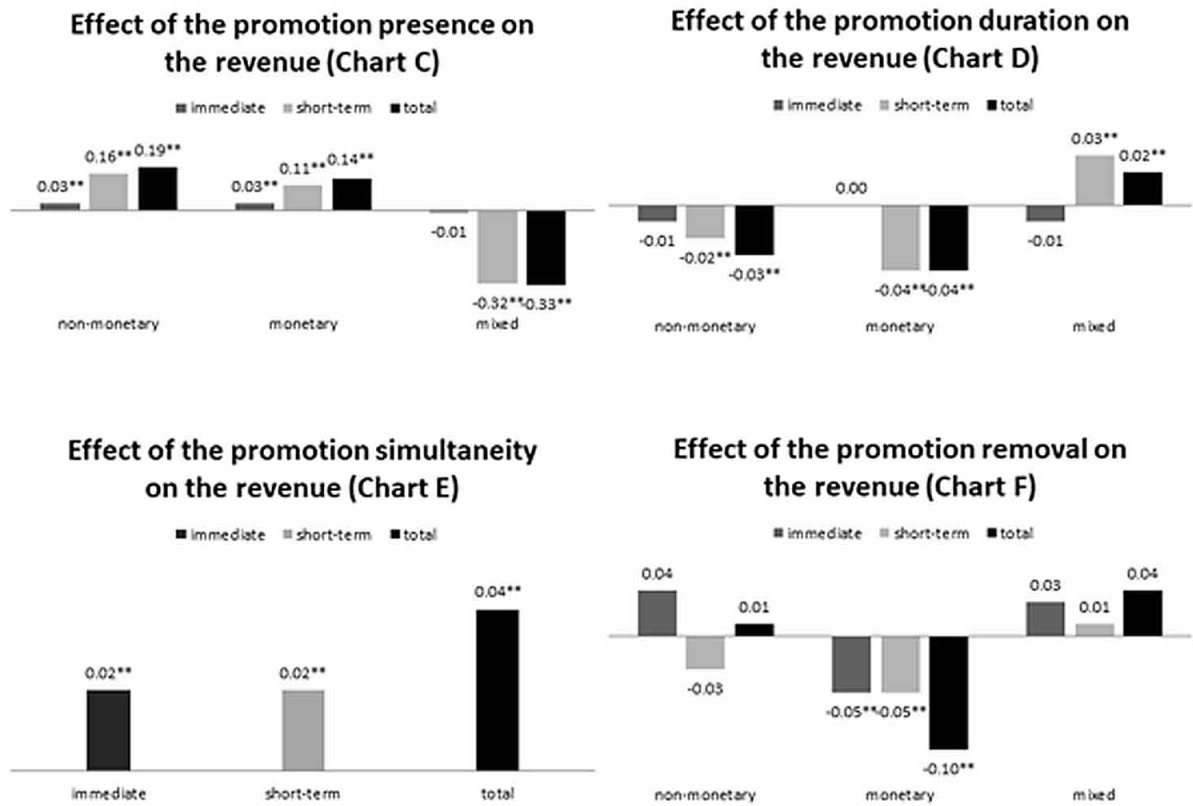 Effect of the promotion presence on
the revenue (Chart C)
immediate short-term total
0.03** 0.16** 0.19**
0.03** 0.11** 0.14**
-0.01 -0.32** -0.33**
non-monetary monetary mixed
Effect of the promotion duration on
the revenue (Chart D)
immediate short-term total
-0.01 -0.02** -0.03**
0.00 -0.04** -0.04**
-0.01 0.03** 0.02**
non-monetary monetary mixed
Effect of the promotion simultaneity
on the revenue (Chart E)
immediate short-term total
0.02** 0.02** 0.04**
immediate short-term total
Effect of the promotion removal on
the revenue (Chart F)
immediate short-term total
0.04 -0.03 0.01
-0.05** -0.05** -0.10**
0.03 0.01 0.04
non-monetary monetary mixed